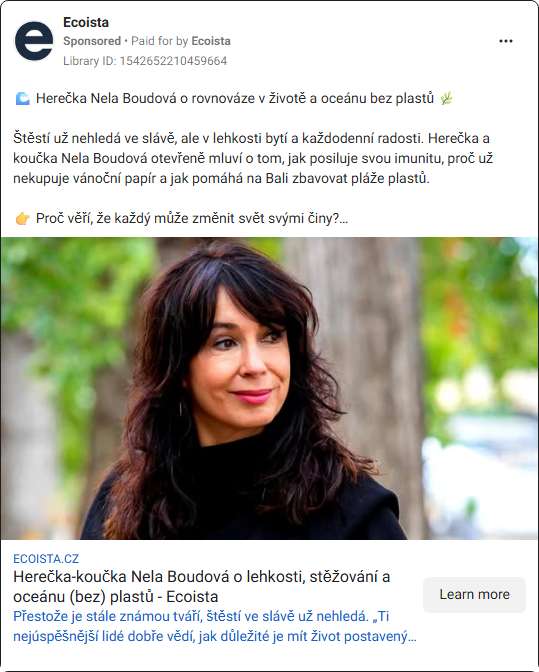 Ecoista
Sponsored • Paid for by Ecoista
Library ID: 1542652210459664
🌊 Herečka Nela Boudová o rovnováze v životě a oceánu bez plastů 🌿
Štěstí už nehledá ve slávě, ale v lehkosti bytí a každodenní radosti. Herečka a
koučka Nela Boudová otevřeně mluví o tom, jak posiluje svou imunitu, proč už
nekupuje vánoční papír a jak pomáhá na Bali zbavovat pláže plastů.
👉 Proč věří, že každý může změnit svět svými činy?...
ECOISTA.CZ
Herečka-koučka Nela Boudová o lehkosti, stěžování a
oceánu (bez) plastů - Ecoista
Learn more
Přestože je stále známou tváří, štěstí ve slávě už nehledá. „Ti
nejúspěšnější lidé dobře vědí, jak důležité je mít život postavený...